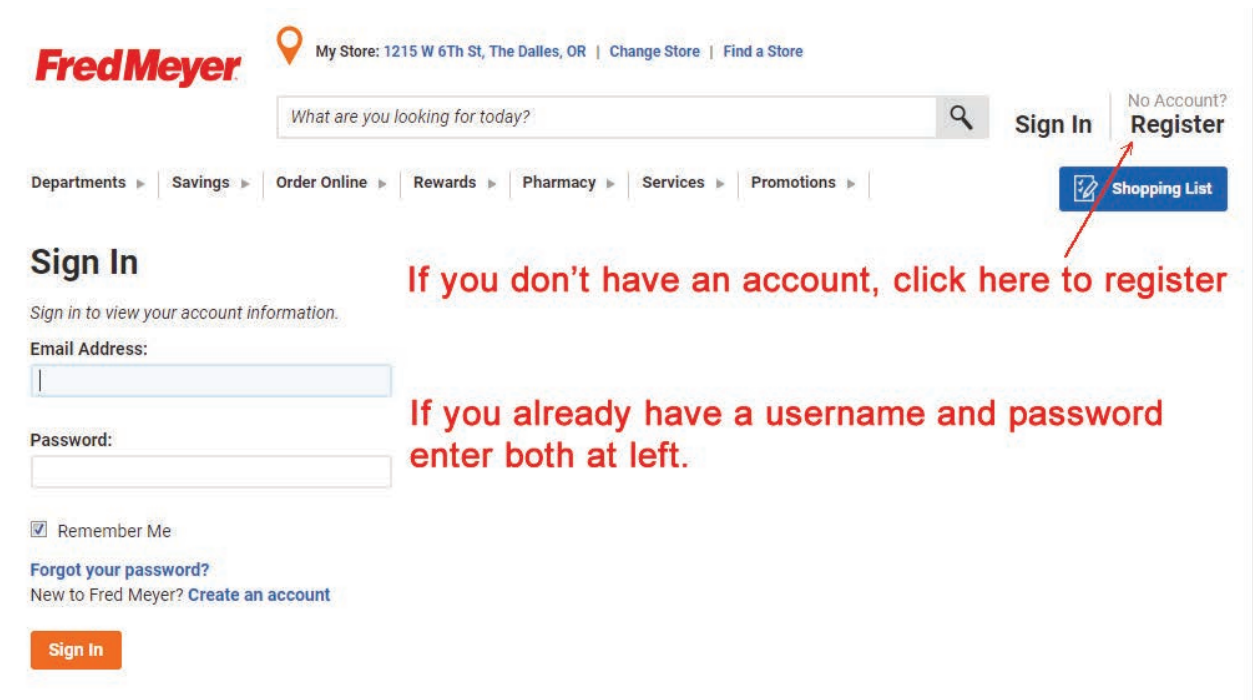 FredMeyer
My Store: 1215 W 6Th St, The Dalles, OR | Change Store | Find a Store
What are you looking for today?
Sign In
No Account?
Register
Departments
Savings
Order Online
Rewards
Pharmacy
Services
Promotions
Shopping List
Sign In
If you don't have an account, click here to register
Sign in to view your account information.
Email Address:
If you already have a username and password
enter both at left.
Password:
Remember Me
Forgot your password?
New to Fred Meyer? Create an account
Sign In